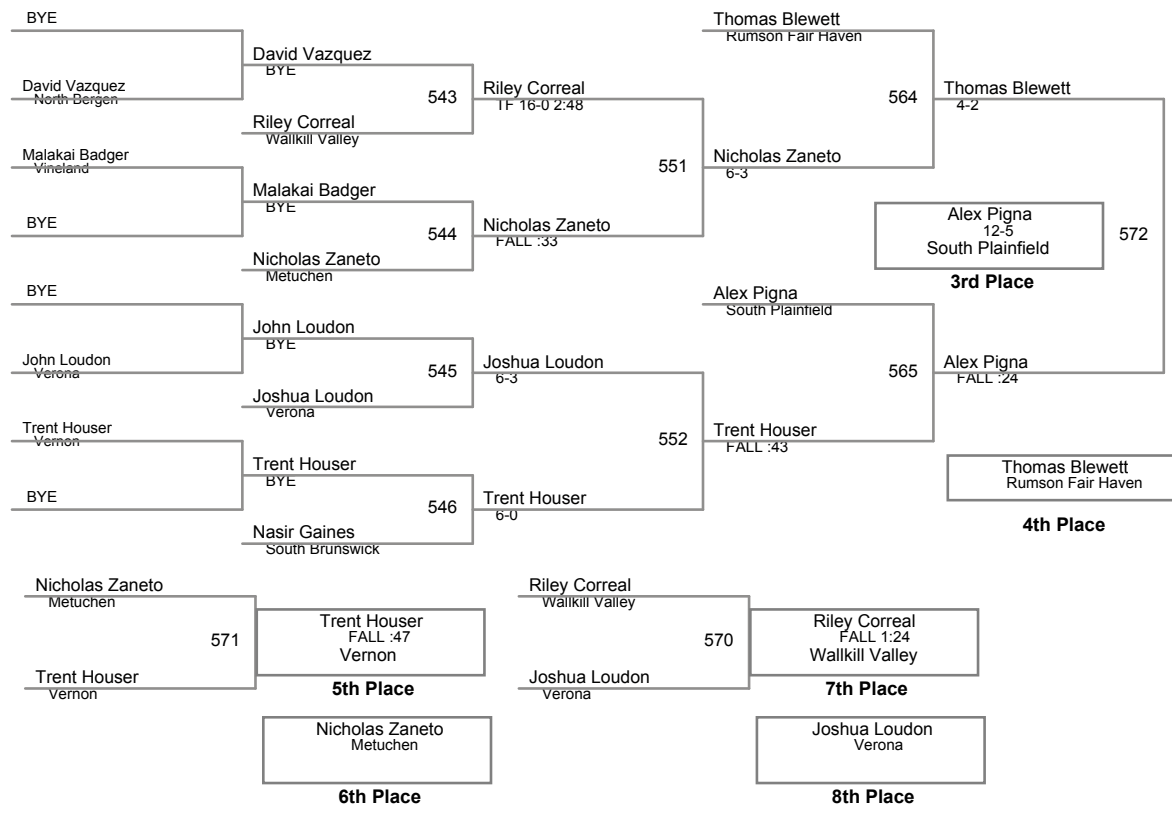 BYE
David Vazquez
North Bergen
Malakai Badger
Vineland
BYE
BYE
John Loudon
Verona
Trent Houser
Vernon
BYE
David Vazquez
BYE
543
Riley Correal
Wallkill Valley
Malakai Badger
BYE
544
Nicholas Zaneto
Metuchen
John Loudon
BYE
545
Joshua Loudon
Verona
Trent Houser
BYE
546
Nasir Gaines
South Brunswick
Riley Correal
TF 16-0 2:48
551
Nicholas Zaneto
FALL :33
Joshua Loudon
6-3
552
Trent Houser
6-0
Thomas Blewett
Rumson Fair Haven
564
Nicholas Zaneto
6-3
Alex Pigna
South Plainfield
565
Trent Houser
FALL :43
Thomas Blewett
4-2
Alex Pigna
12-5
South Plainfield
572
3rd Place
Alex Pigna
FALL :24
Thomas Blewett
Rumson Fair Haven
4th Place
Nicholas Zaneto
Metuchen
571
Trent Houser
Vernon
Trent Houser
FALL :47
Vernon
5th Place
Nicholas Zaneto
Metuchen
6th Place
Riley Correal
Wallkill Valley
570
Joshua Loudon
Verona
Riley Correal
FALL 1:24
Wallkill Valley
7th Place
Joshua Loudon
Verona
8th Place